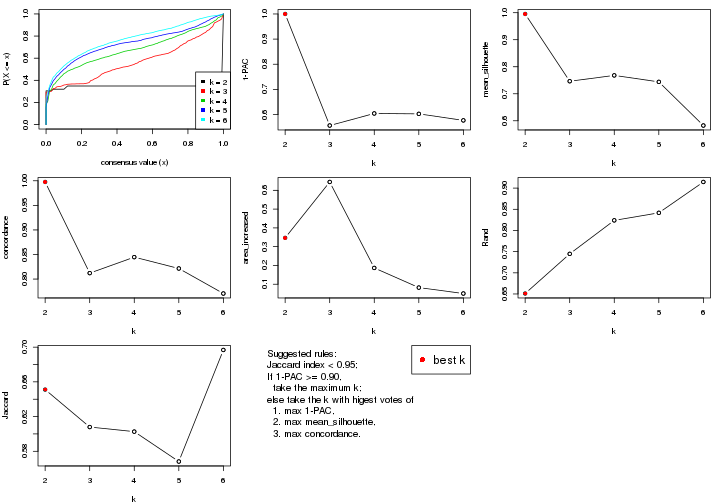 P(X <= x)
0.0 0.2 0.4 0.6 0.8 1.0
0.0 0.2 0.4 0.6 0.8 1.0
consensus value (x)
k = 2
k = 3
k = 4
k = 5
k = 6
1-PAC
0.6 0.7 0.8 0.9 1.0
2 3 4 5 6
k
mean_silhouette
0.6 0.7 0.8 0.9 1.0
2 3 4 5 6
k
concordance
0.80 0.85 0.90 0.95 1.00
2 3 4 5 6
k
area_increased
0.1 0.2 0.3 0.4 0.5 0.6
2 3 4 5 6
k
Rand
0.65 0.70 0.75 0.80 0.85 0.90
2 3 4 5 6
k
Jaccard
0.58 0.62 0.66 0.70
2 3 4 5 6
k
Suggested rules:
Jaccard index < 0.95;
If 1-PAC >= 0.90,
take the maximum k;
else take the k with higest votes of
1. max 1-PAC,
2. max mean_silhouette,
3. max concordance.
best k